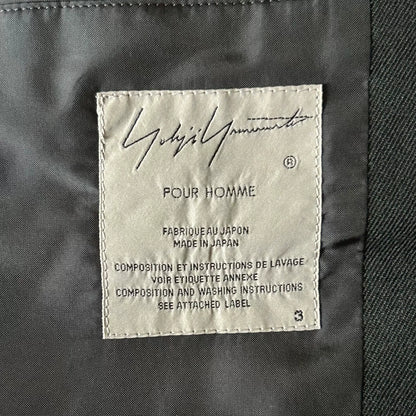 Yohji Yamamoto
®
POUR HOMME
FABRIQUE AU JAPON
MADE IN JAPAN
COMPOSITION ET INSTRUCTIONS DE LAVAGE
VOIR ETIQUETTE ANNEXE
COMPOSITION AND WASHING INSTRUCTIONS
SEE ATTACHED LABEL
3